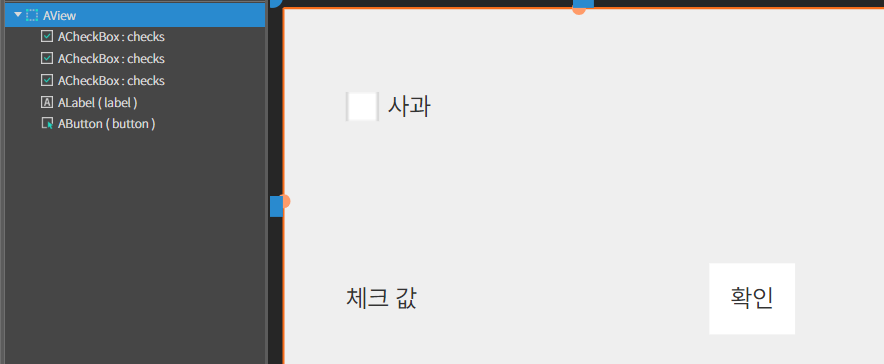 AView
ACheckBox : checks
ACheckBox : checks
ACheckBox : checks
ALabel ( label )
AButton ( button )
사과
체크 값
확인